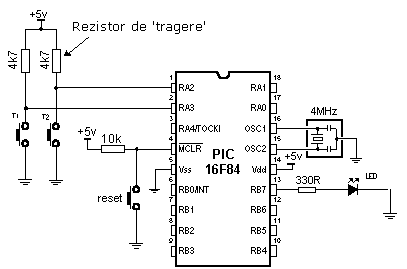 +5v
Rezistor de 'tragere'
4k7
4k7
T1
T2
1
2
3
4
5
6
7
8
9
18
17
16
15
14
13
12
11
10
RA2
RA3
RA4/TOCKI
MCLR
Vss
RB0/INT
RB1
RB2
RB3
PIC
16F84
RA1
RA0
OSC1
OSC2
Vdd
RB7
RB6
RB5
RB4
4MHz
+5v
+5v
10k
reset
330R
LED